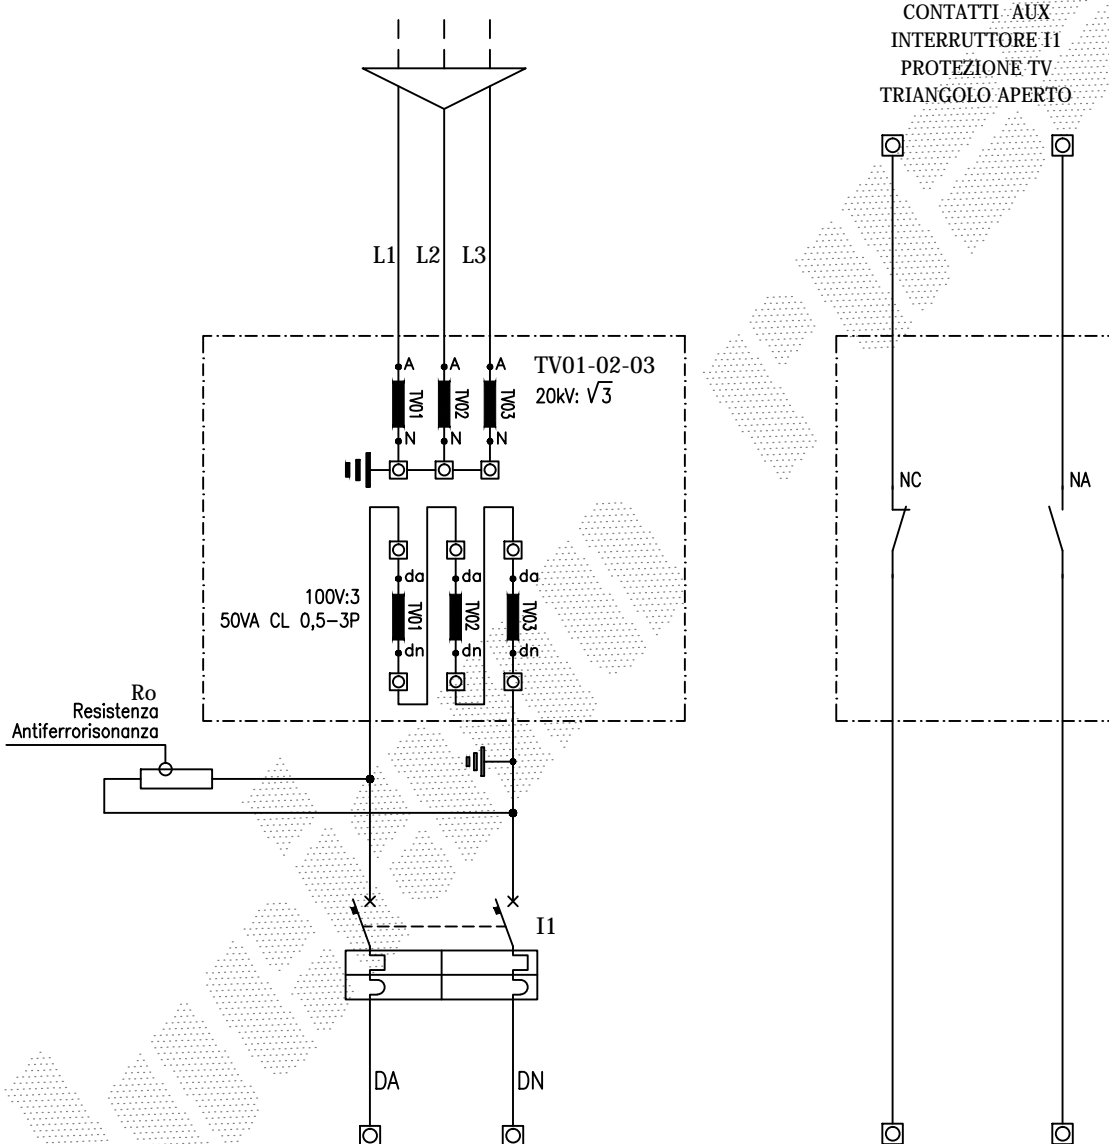 CONTATTI AUX
INTERRUTTORE I1
PROTEZIONE TV
TRIANGOLO APERTO
L1 L2 L3
A A A
TV01-02-03
20kV: √3
TV01 TV02 TV03
N N N
NC NA
da da da
100V:3
50VA CL 0,5-3P
TV01 TV02 TV03
dn dn dn
Ro
Resistenza
Antiferrorisonanza
I1
DA DN